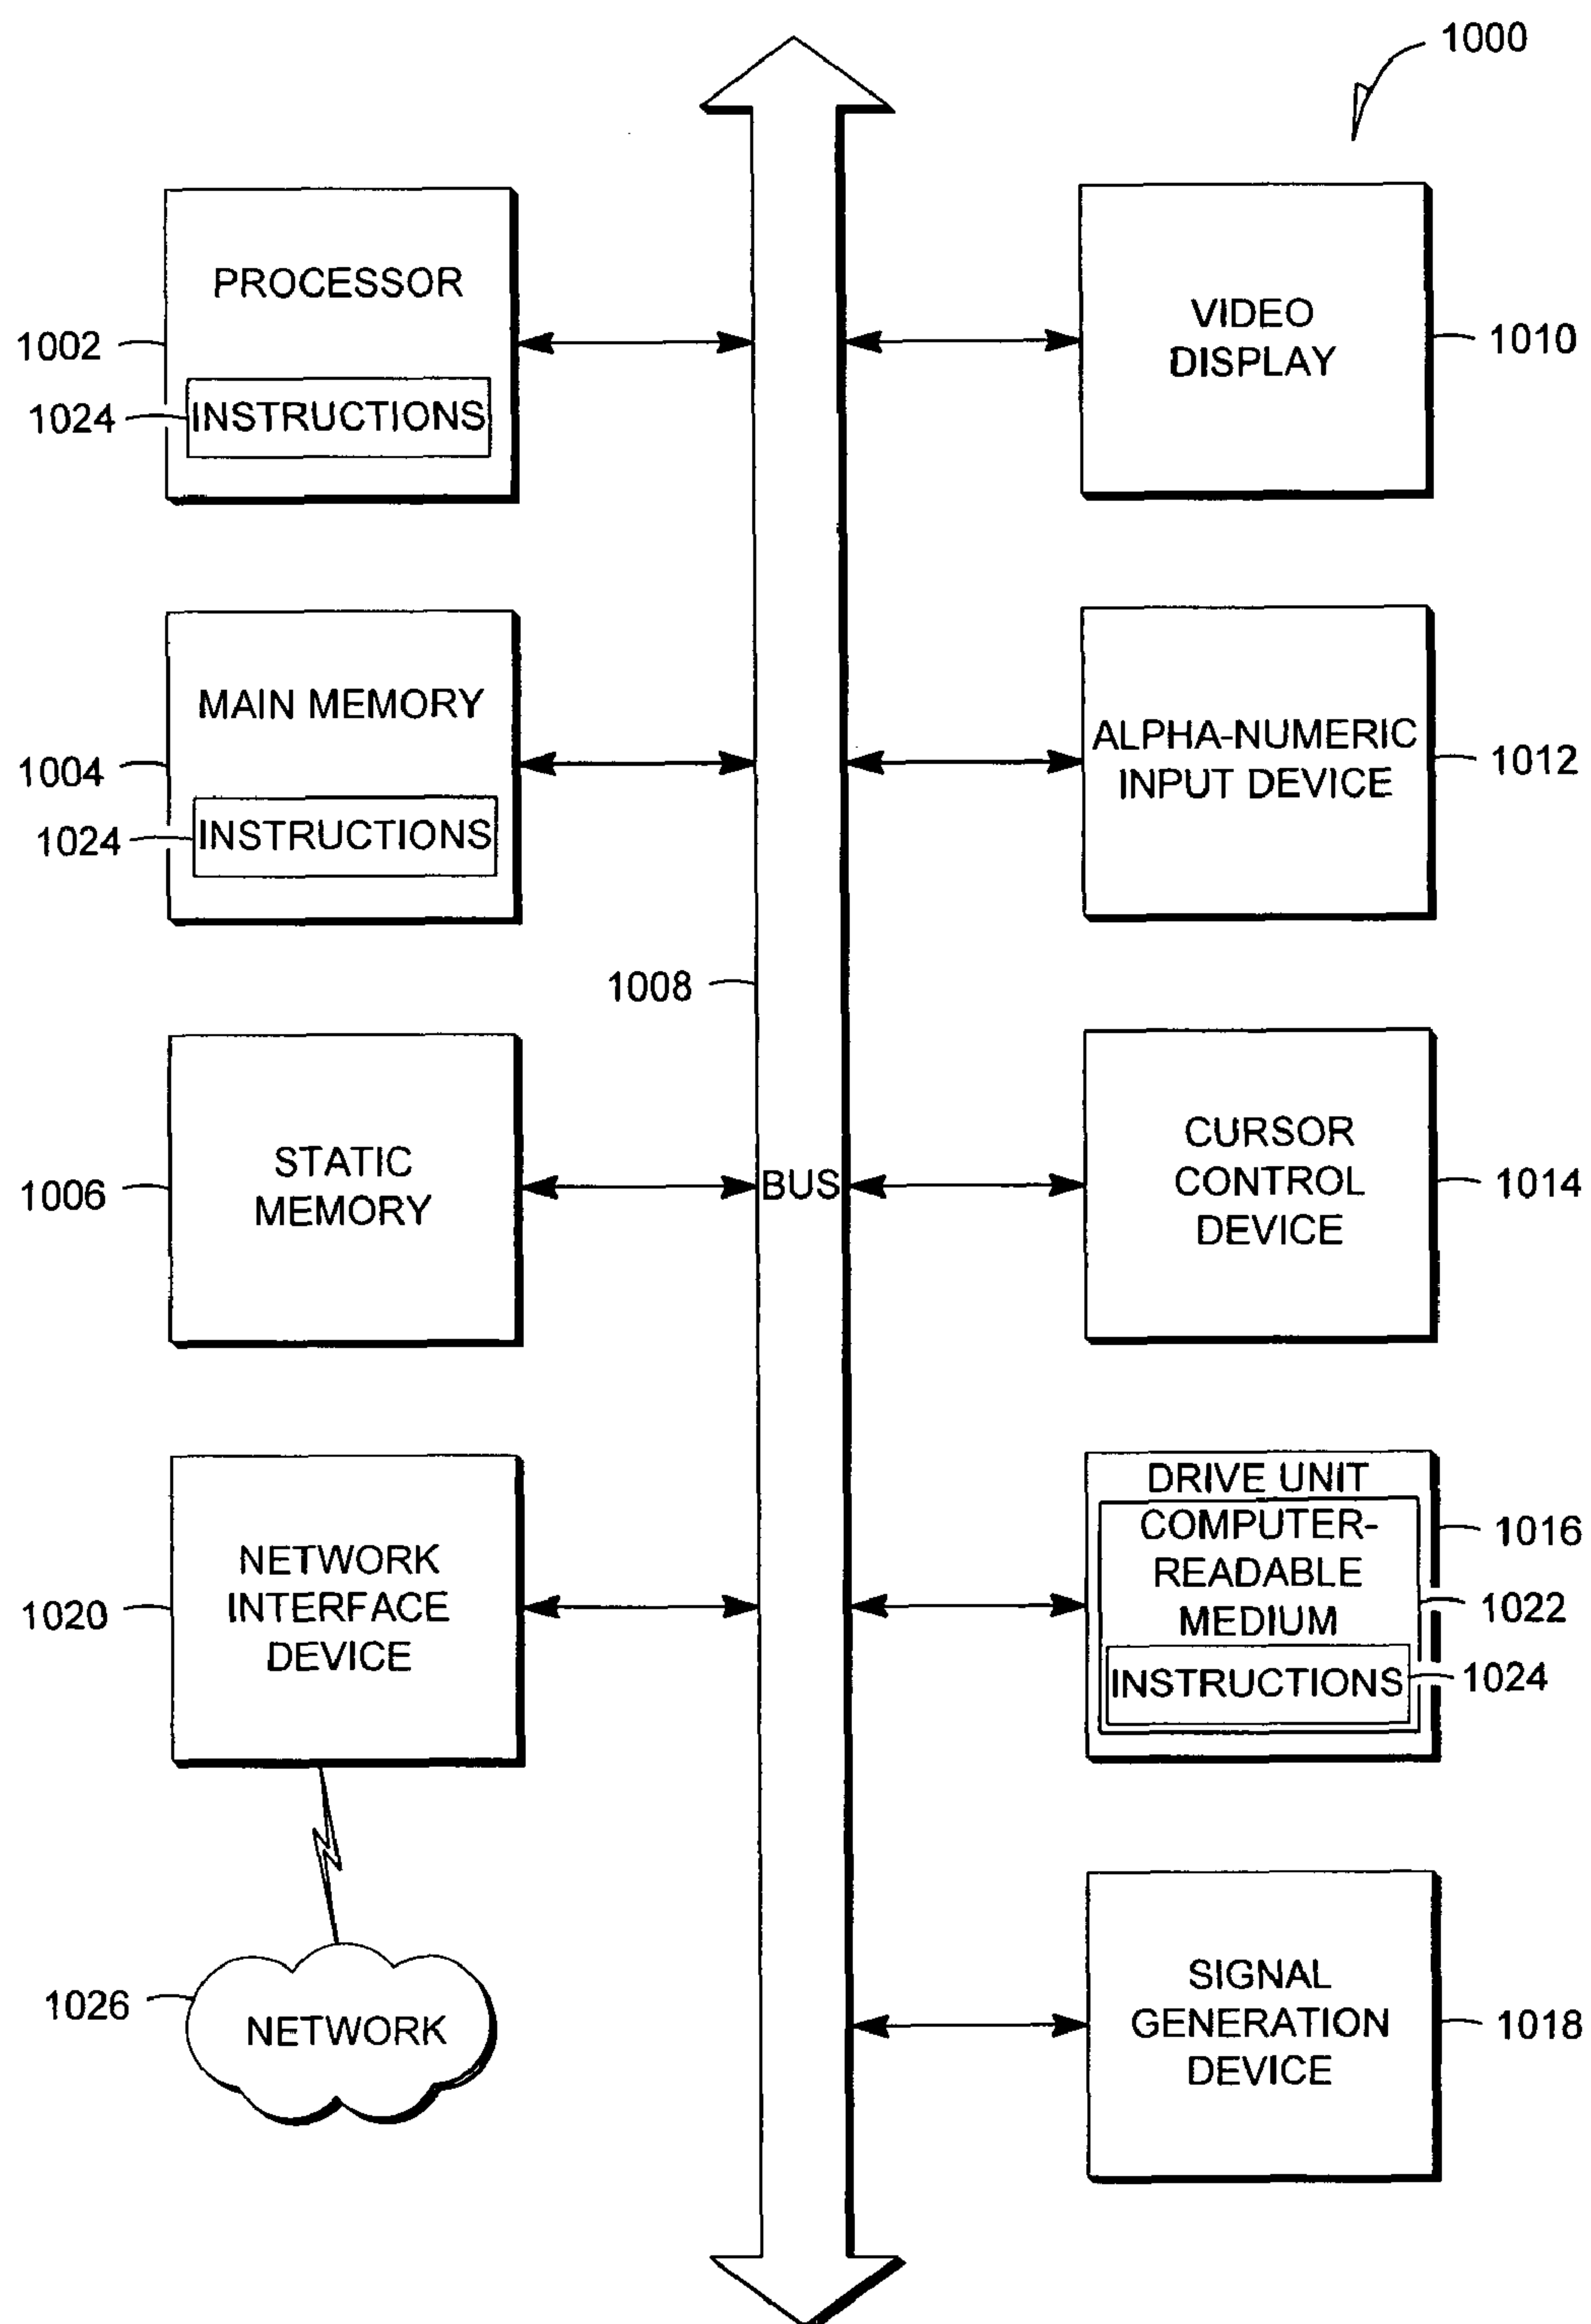 1000
PROCESSOR
1002
1024
INSTRUCTIONS
VIDEO
DISPLAY
1010
MAIN MEMORY
1004
1024
INSTRUCTIONS
ALPHA-NUMERIC
INPUT DEVICE
1012
1008
STATIC
MEMORY
1006
BUS
CURSOR
CONTROL
DEVICE
1014
NETWORK
INTERFACE
DEVICE
1020
DRIVE UNIT
COMPUTER-
READABLE
MEDIUM
1016
1022
INSTRUCTIONS
1024
1026
NETWORK
SIGNAL
GENERATION
DEVICE
1018